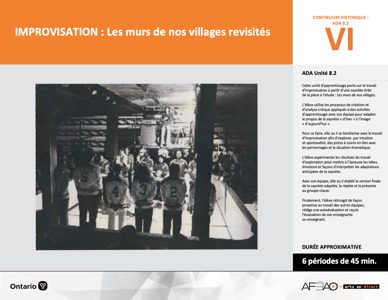 IMPROVISATION : Les murs de nos villages revisités
CONTINUUM HISTORIQUE :
ADA 8.2
VI
ADA Unité 8.2
Cette unité d'apprentissage porte sur le travail
d'improvisation à partir d'une saynète tirée
de la pièce à l'étude : Les murs de nos villages.
L'élève utilise les processus de création et
d'analyse critique appliqués à des activités
d'apprentissage avec son équipe pour adapter
le propos de la saynète « d'hier » à l'image
« d'aujourd'hui ».
Pour se faire, elle ou il se familiarise avec le travail
d'improvisation afin d'explorer, par intuition
et spontanéité, des pistes à suivre en lien avec
les personnages et la situation dramatique.
L'élève expérimente les résultats du travail
d'exploration pour mettre à l'épreuve les idées,
émotions et façons d'interpréter les adaptations
anticipées de la saynète.
Avec son équipe, elle ou il établit la version finale
de la saynète adaptée, la répète et la présente
au groupe-classe.
Finalement, l'élève réinvestit de façon
proactive au travail des autres équipes,
rédige une autoévaluation et reçoit
l'évaluation de son enseignante
ou enseignant.
DURÉE APPROXIMATIVE
6 périodes de 45 min.
4 3 2
Ontario
AFÉAO
arts en direct